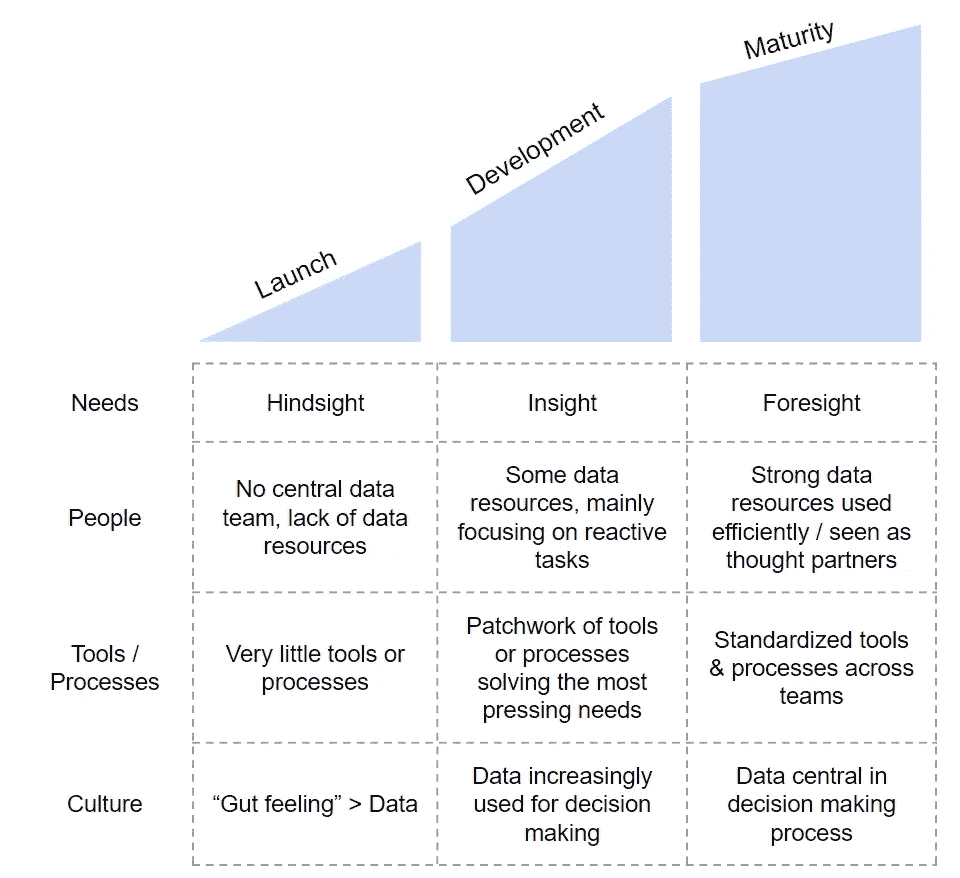 Maturity
Development
Launch
Needs
Hindsight
Insight
Foresight
People
No central data
team, lack of data
resources
Some data
resources, mainly
focusing on reactive
tasks
Strong data
resources used
efficiently / seen as
thought partners
Tools /
Processes
Very little tools or
processes
Patchwork of tools
or processes
solving the most
pressing needs
Standardized tools
& processes across
teams
Culture
“Gut feeling” > Data
Data increasingly
used for decision
making
Data central in
decision making
process